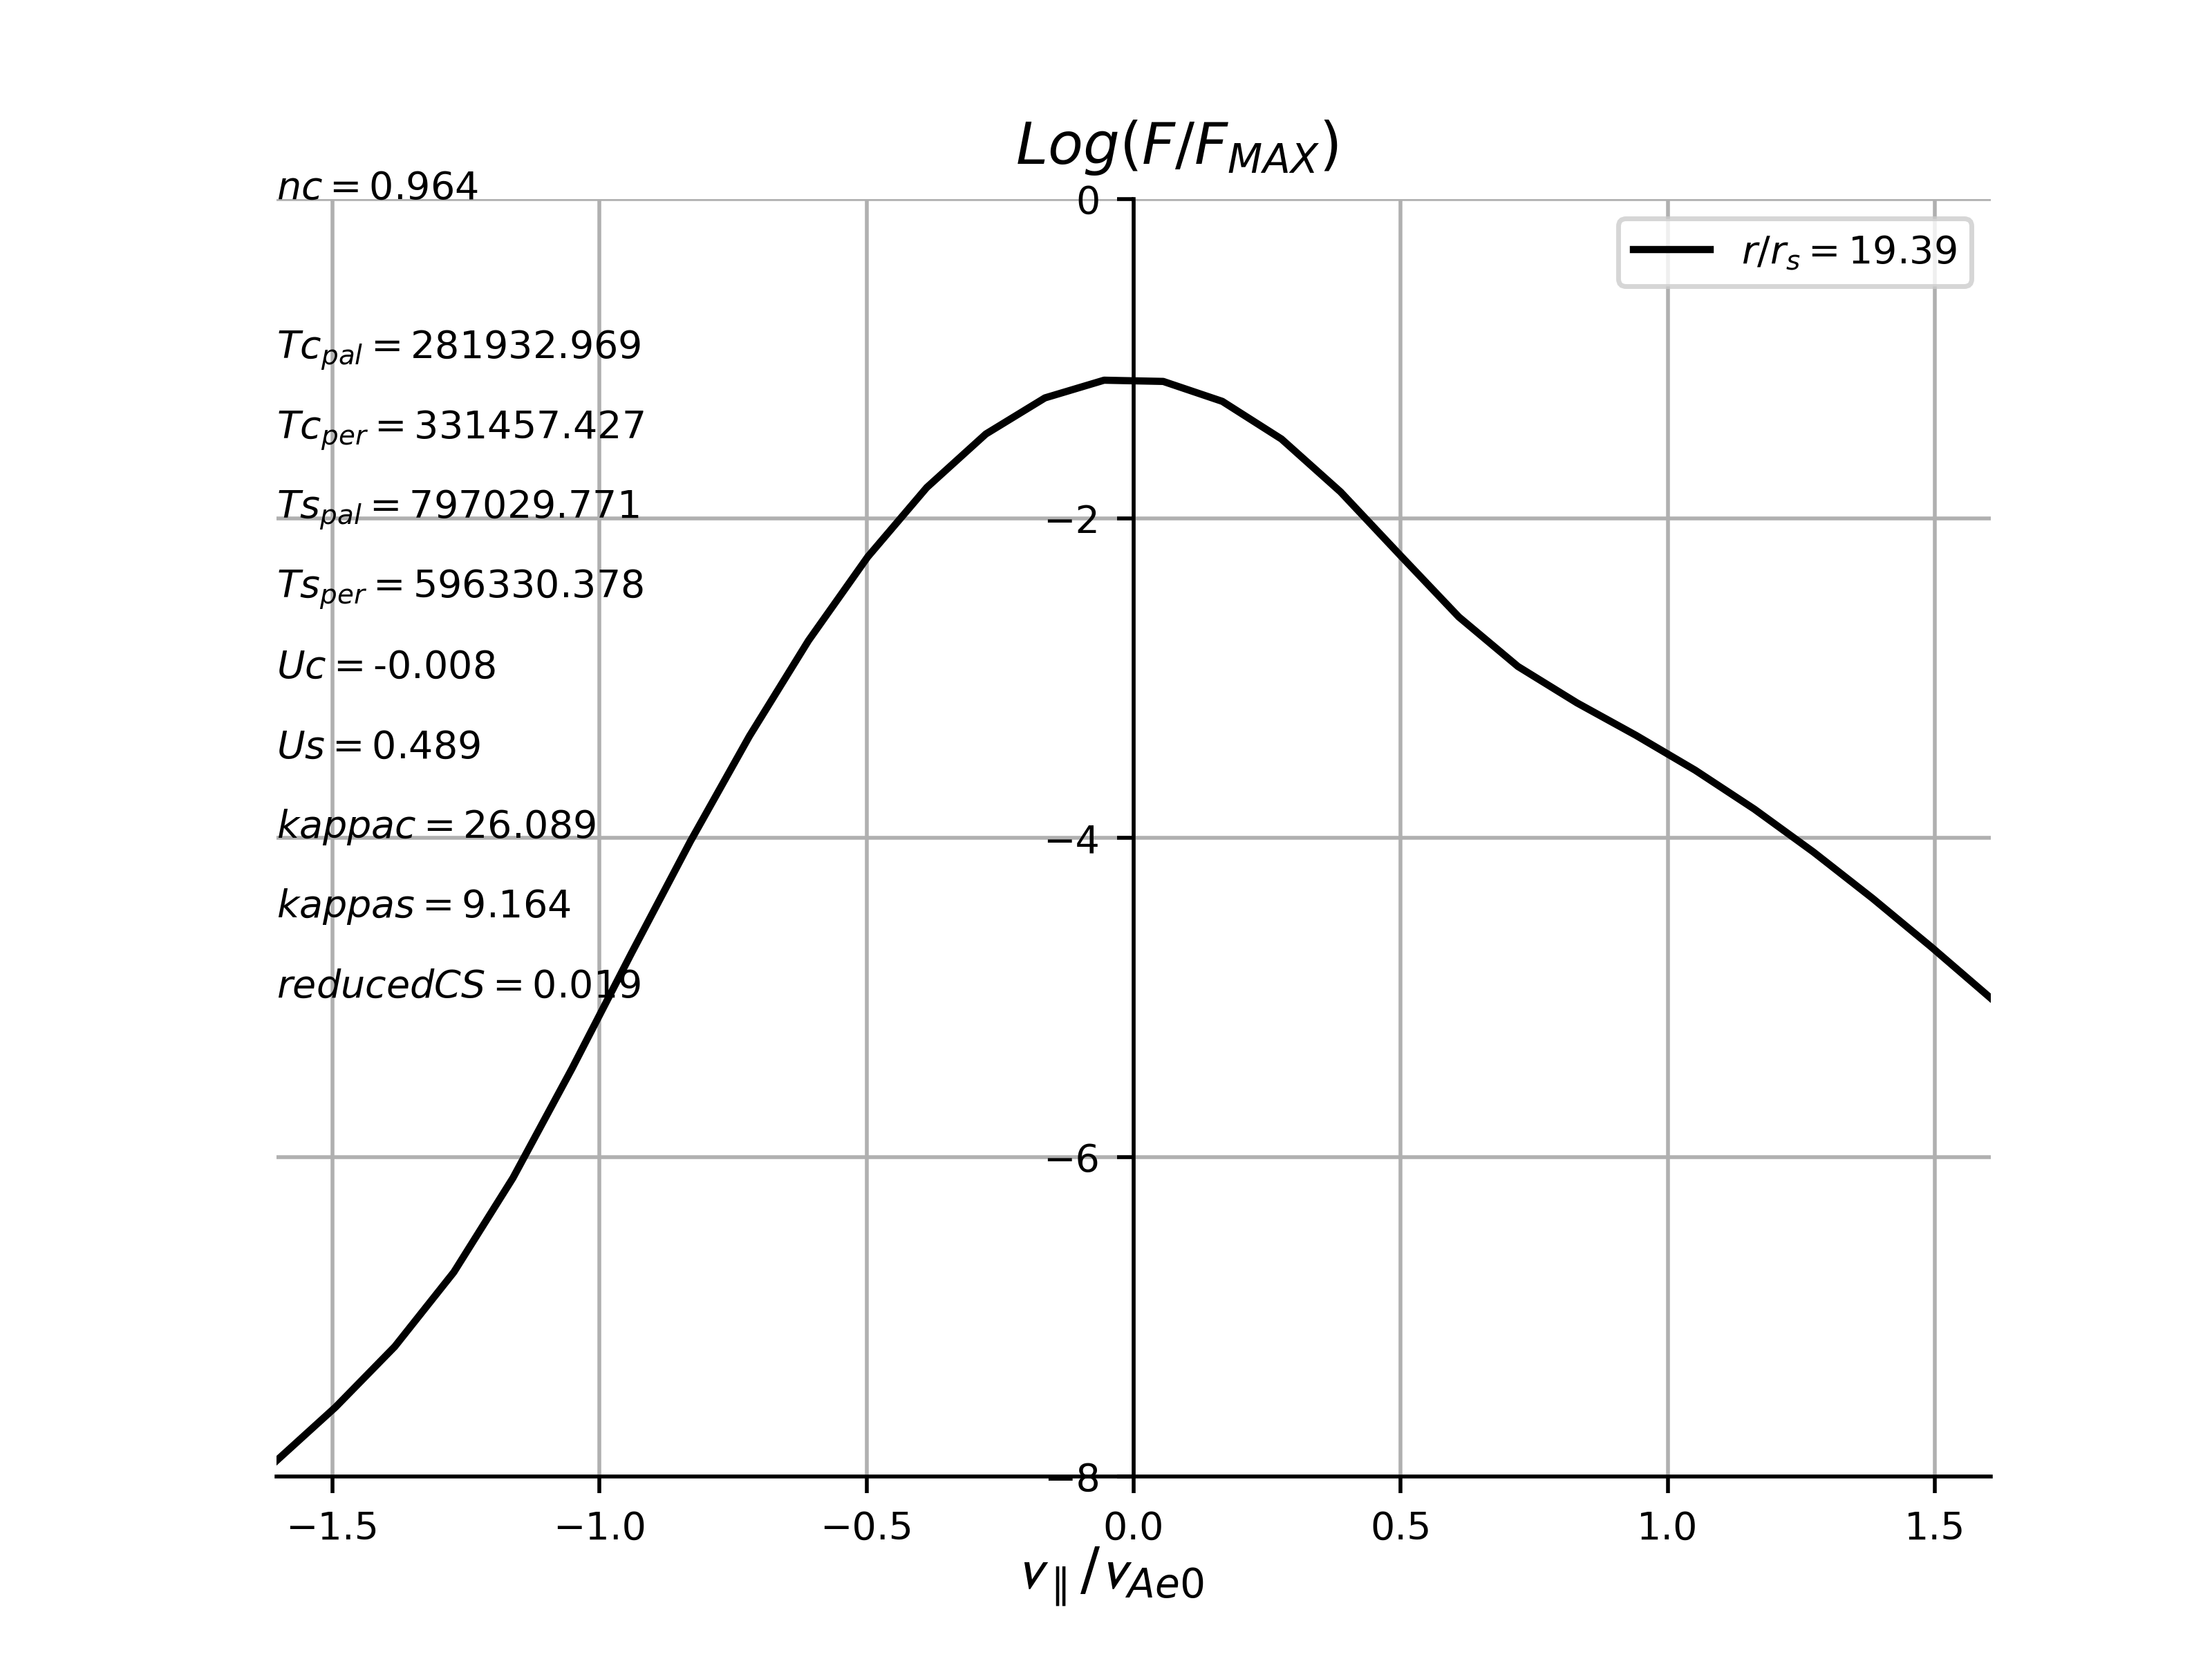 Log(F/F_MAX)
nc = 0.964
0
r/r_s = 19.39
Tc_pal = 281932.969
Tc_per = 331457.427
Ts_pal = 797029.771
−2
Ts_per = 596330.378
Uc = -0.008
Us = 0.489
kappac = 26.089
−4
kappas = 9.164
reducedCS = 0.019
−6
−8
−1.5 −1.0 −0.5 0.0 0.5 1.0 1.5
v_∥/v_Ae0